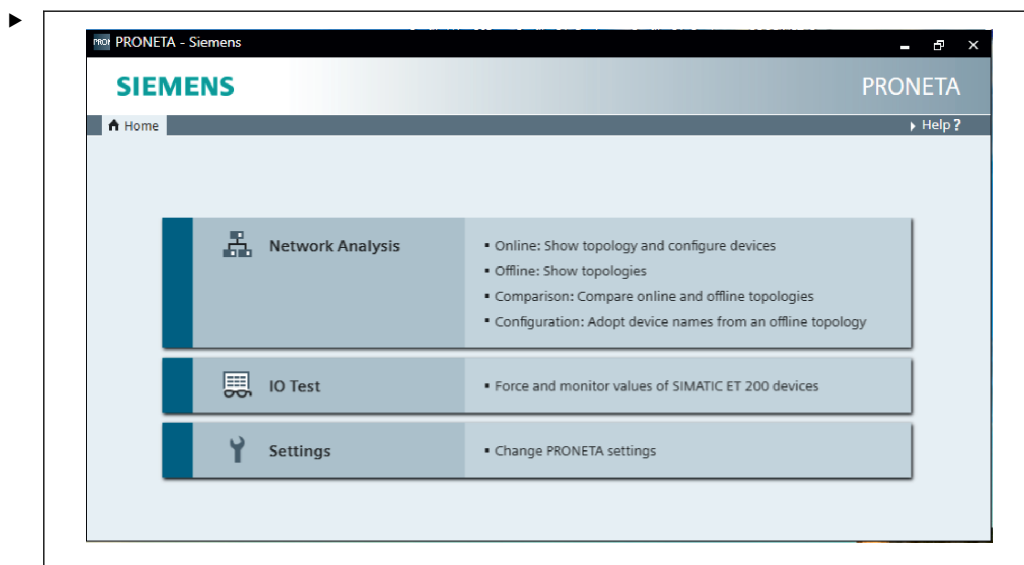 PRONETA - Siemens
SIEMENS
PRONETA
Home
Help ?
Network Analysis
▪ Online: Show topology and configure devices
▪ Offline: Show topologies
▪ Comparison: Compare online and offline topologies
▪ Configuration: Adopt device names from an offline topology
IO Test
▪ Force and monitor values of SIMATIC ET 200 devices
Settings
▪ Change PRONETA settings